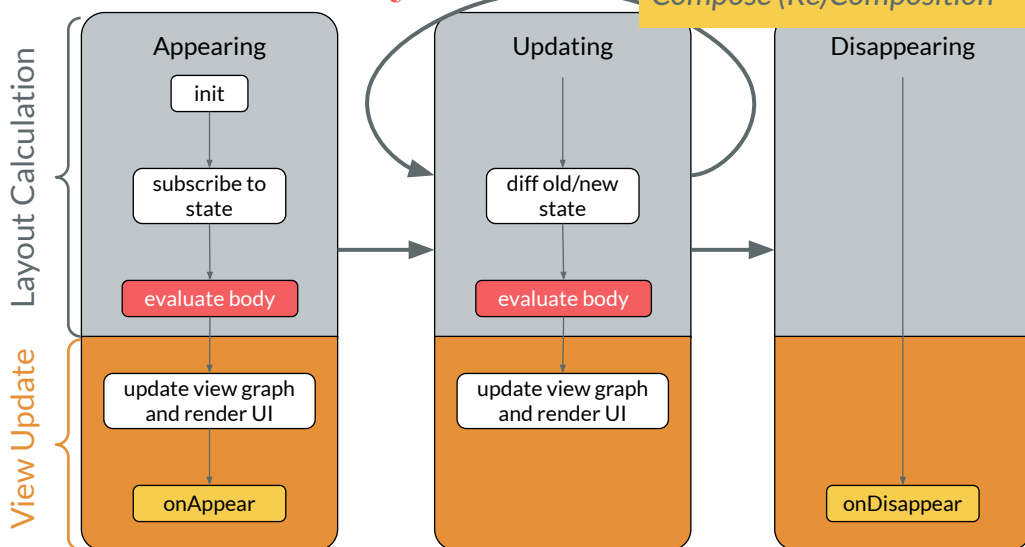 Compose (Re)Composition
Layout Calculation
View Update
Appearing
init
subscribe to
state
evaluate body
update view graph
and render UI
onAppear
Updating
diff old/new
state
evaluate body
update view graph
and render UI
Disappearing
onDisappear